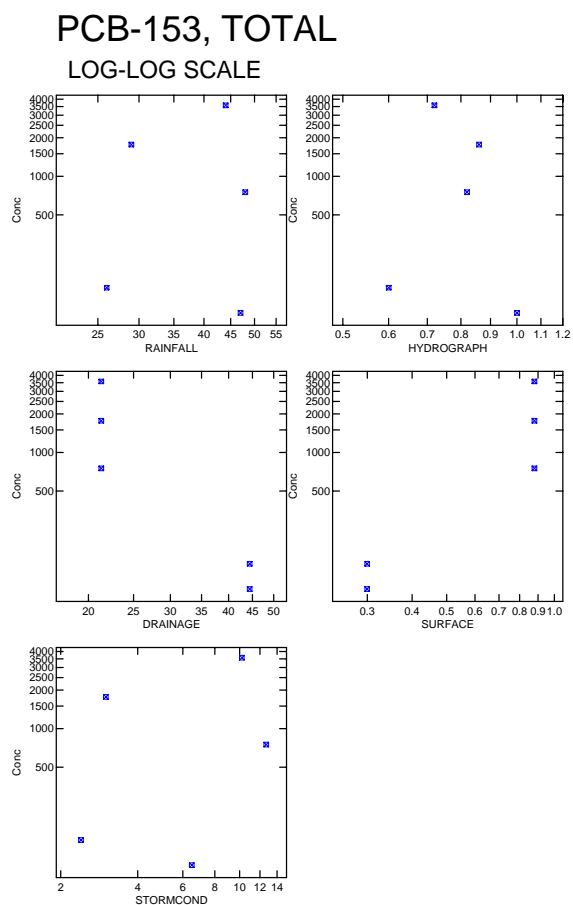 PCB-153, TOTAL
LOG-LOG SCALE
4000
3500
3000
2500
2000
1500
1000
500
Conc
25 30 35 40 45 50 55
RAINFALL
4000
3500
3000
2500
2000
1500
1000
500
Conc
0.5 0.6 0.7 0.8 0.9 1.0 1.1 1.2
HYDROGRAPH
4000
3500
3000
2500
2000
1500
1000
500
Conc
20 25 30 35 40 45 50
DRAINAGE
4000
3500
3000
2500
2000
1500
1000
500
Conc
0.3 0.4 0.5 0.6 0.7 0.8 0.9 1.0
SURFACE
4000
3500
3000
2500
2000
1500
1000
500
Conc
2 4 6 8 10 12 14
STORMCOND